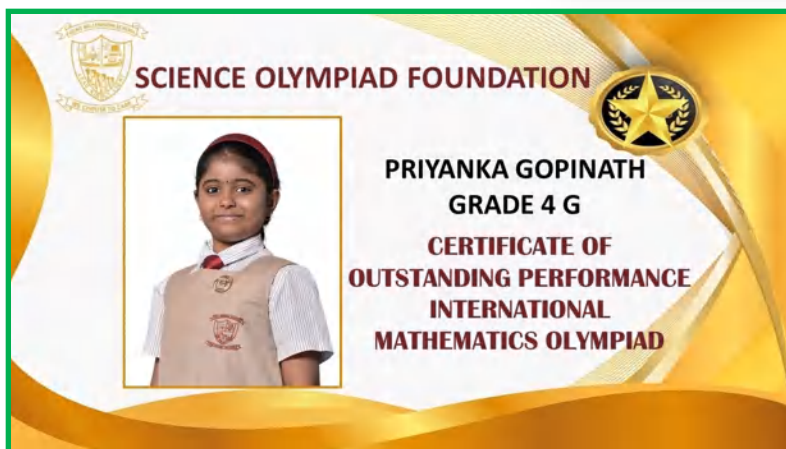 SCIENCE OLYMPIAD FOUNDATION
PRIYANKA GOPINATH
GRADE 4 G
CERTIFICATE OF
OUTSTANDING PERFORMANCE
INTERNATIONAL
MATHEMATICS OLYMPIAD